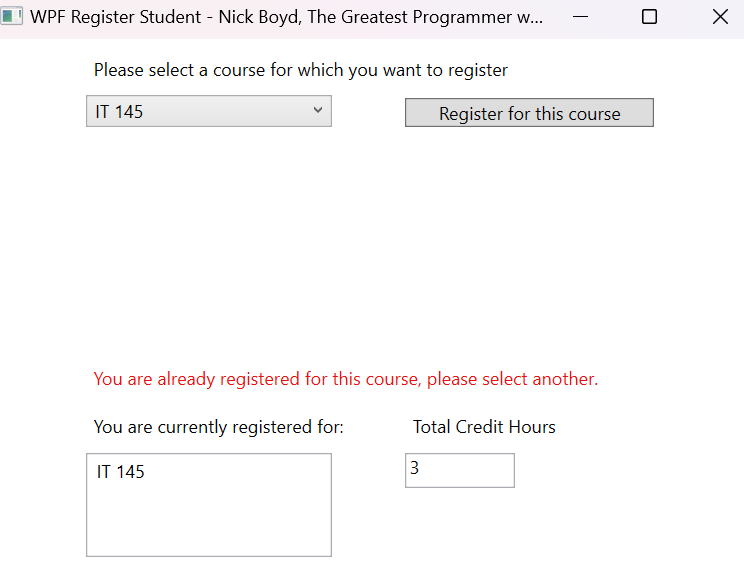 WPF Register Student - Nick Boyd, The Greatest Programmer w...
Please select a course for which you want to register
IT 145
Register for this course
You are already registered for this course, please select another.
You are currently registered for:
Total Credit Hours
IT 145
3